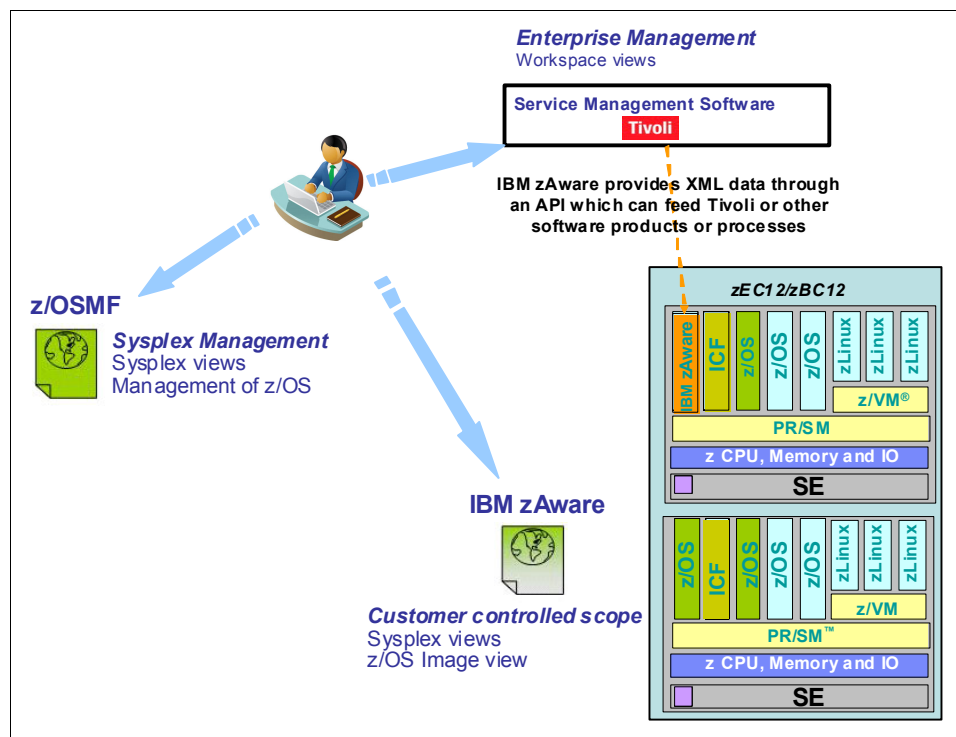 Enterprise Management
Workspace views
Service Management Software
Tivoli
IBM zAware provides XML data through
an API which can feed Tivoli or other
software products or processes
z/OSMF
Sysplex Management
Sysplex views
Management of z/OS
IBM zAware
Customer controlled scope
Sysplex views
z/OS Image view
zEC12/zBC12
IBM zAware
ICF
z/OS
z/OS
z/OS
zLinux
zLinux
zLinux
z/VM®
PR/SM
z CPU, Memory and IO
SE
z/OS
ICF
z/OS
z/OS
z/OS
zLinux
zLinux
zLinux
z/VM
PR/SM™
z CPU, Memory and IO
SE